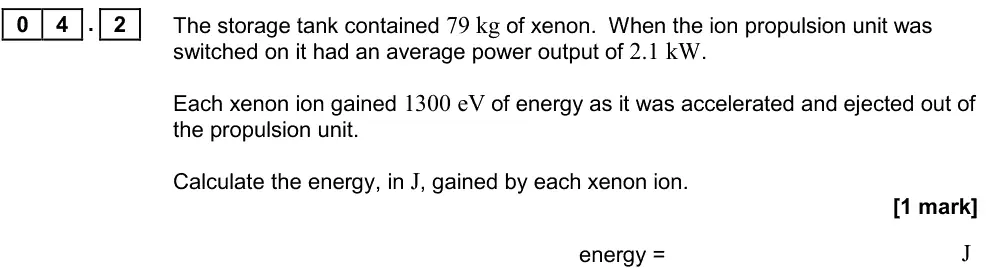 0 4 . 2 The storage tank contained 79 kg of xenon. When the ion propulsion unit was
switched on it had an average power output of 2.1 kW.
Each xenon ion gained 1300 eV of energy as it was accelerated and ejected out of
the propulsion unit.
Calculate the energy, in J, gained by each xenon ion.
[1 mark]
energy = J